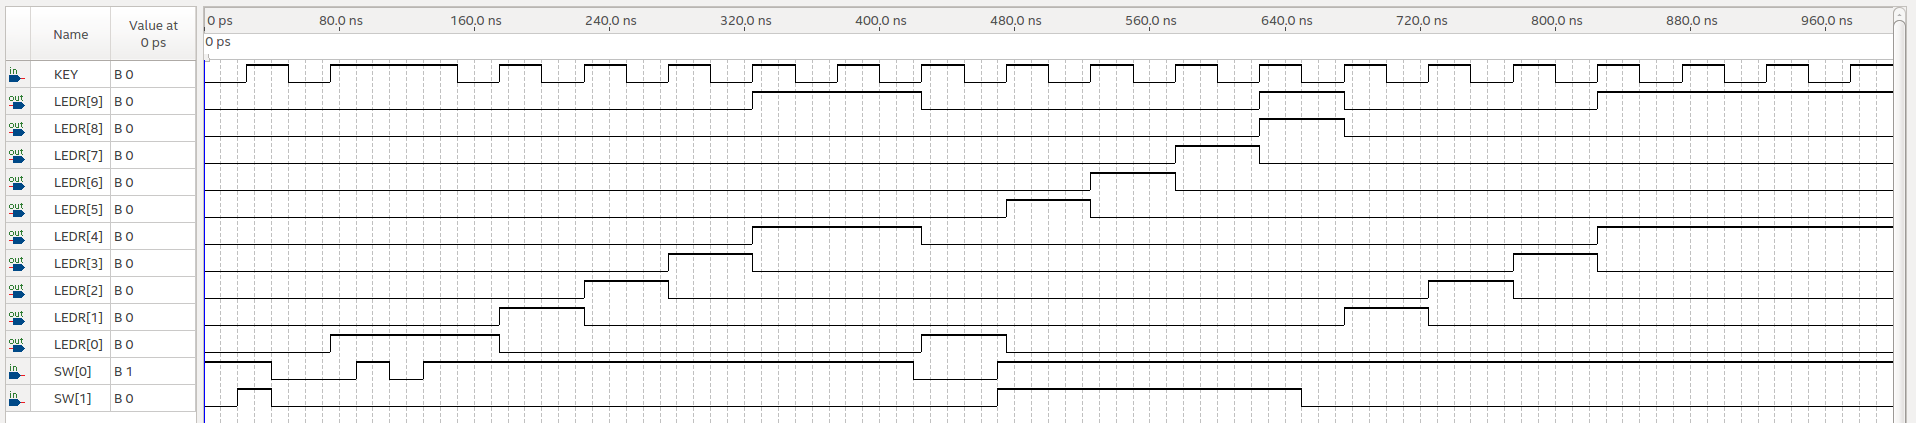 Name Value at 0 ps 80.0 ns 160.0 ns 240.0 ns 320.0 ns 400.0 ns 480.0 ns 560.0 ns 640.0 ns 720.0 ns 800.0 ns 880.0 ns 960.0 ns
0 ps 0 ps
in KEY B 0
out LEDR[9] B 0
out LEDR[8] B 0
out LEDR[7] B 0
out LEDR[6] B 0
out LEDR[5] B 0
out LEDR[4] B 0
out LEDR[3] B 0
out LEDR[2] B 0
out LEDR[1] B 0
out LEDR[0] B 0
in SW[0] B 1
in SW[1] B 0